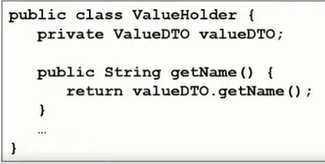 public class ValueHolder {
private ValueDTO valueDTO;
public String getName() {
return valueDTO.getName();
}
…
}